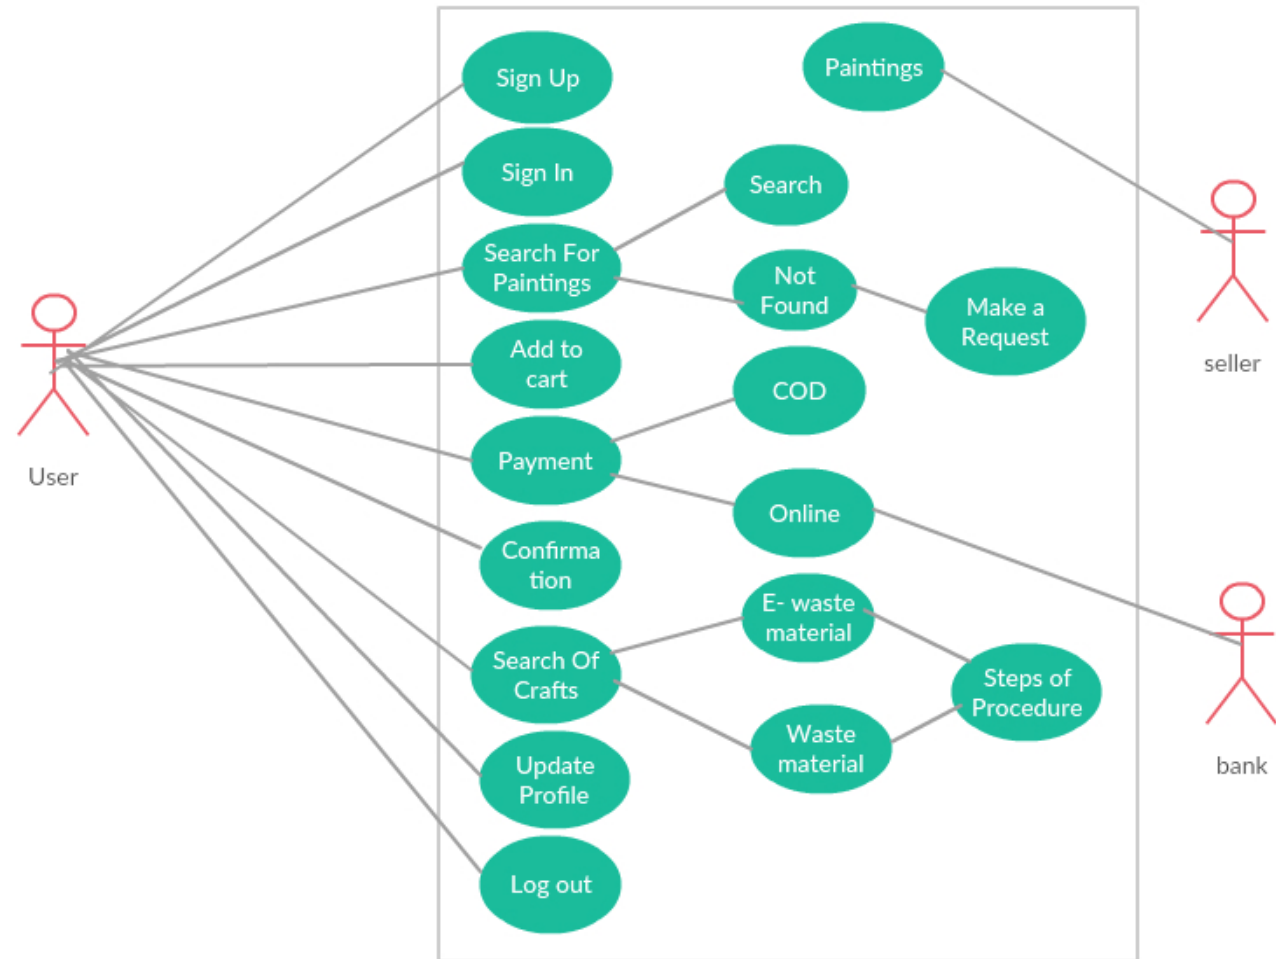 Sign Up
Paintings
Sign In
Search
Search For
Paintings
Not
Found
Make a
Request
seller
Add to
cart
COD
User
Payment
Online
Confirma
tion
E- waste
material
Search Of
Crafts
Steps of
Procedure
Waste
material
bank
Update
Profile
Log out